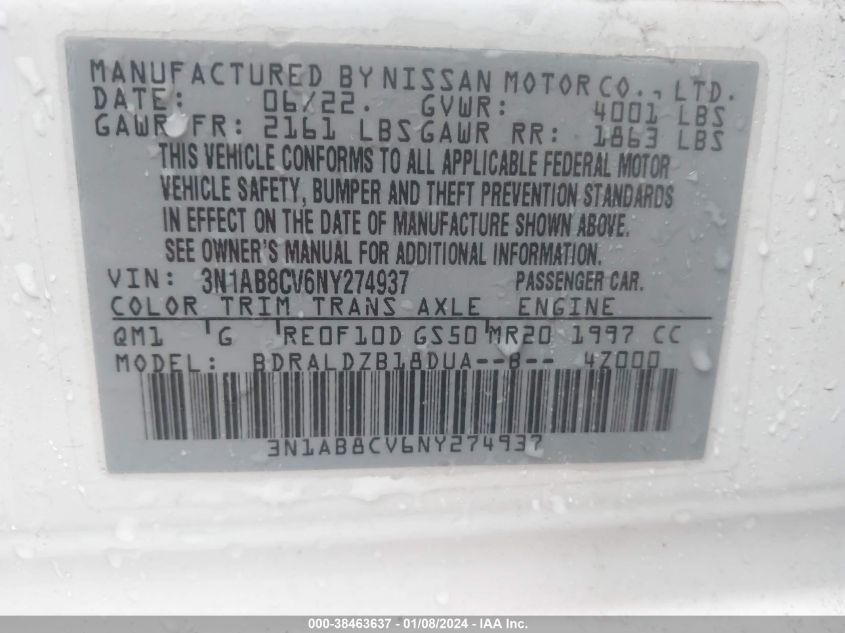 MANUFACTURED BY NISSAN MOTOR CO., LTD.
DATE: 06/22. GVWR: 4001 LBS
GAWR FR: 2161 LBS GAWR RR: 1863 LBS
THIS VEHICLE CONFORMS TO ALL APPLICABLE FEDERAL MOTOR
VEHICLE SAFETY, BUMPER AND THEFT PREVENTION STANDARDS
IN EFFECT ON THE DATE OF MANUFACTURE SHOWN ABOVE.
SEE OWNER'S MANUAL FOR ADDITIONAL INFORMATION.
VIN: 3N1AB8CV6NY274937 PASSENGER CAR.
COLOR TRIM TRANS AXLE ENGINE
QM1 G RE0F10D GS50 MR20 1997 CC
MODEL: BDRALDZB18DUA--B-- 4Z000
3N1AB8CV6NY274937
000-38463637 - 01/08/2024 - IAA Inc.